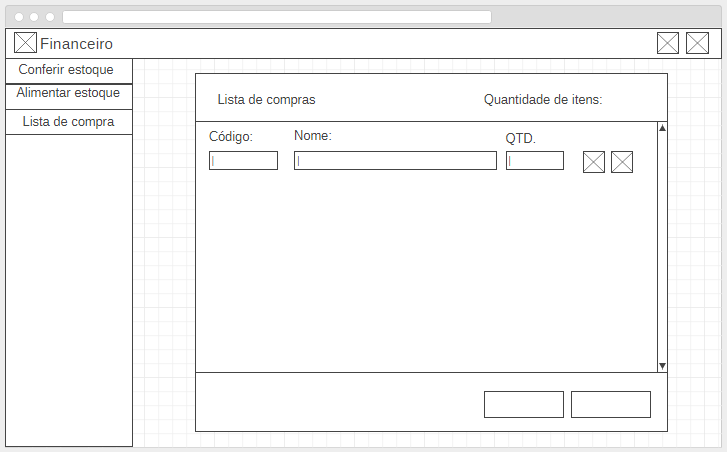 Financeiro
Conferir estoque
Alimentar estoque
Lista de compra
Lista de compras
Quantidade de itens:
Código:
Nome:
QTD.